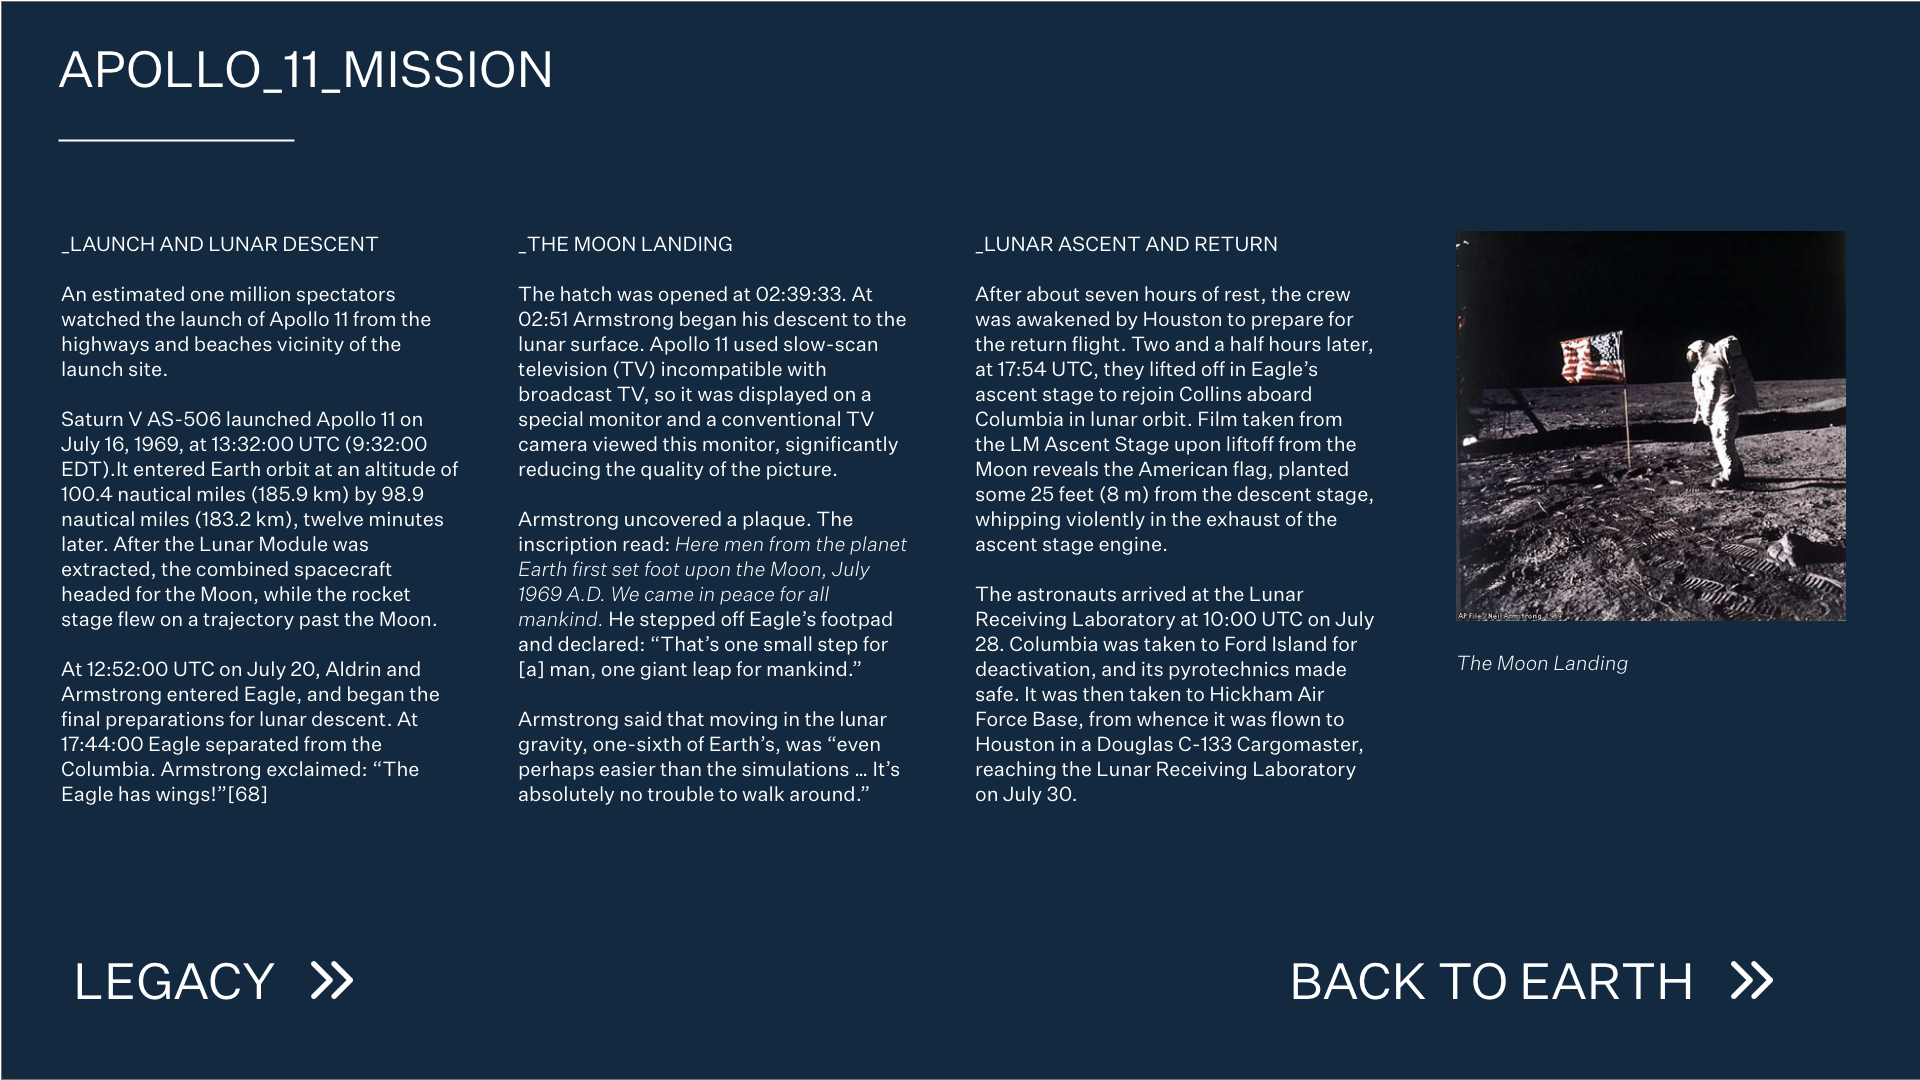 APOLLO_11_MISSION
_LAUNCH AND LUNAR DESCENT
An estimated one million spectators
watched the launch of Apollo 11 from the
highways and beaches vicinity of the
launch site.
Saturn V AS-506 launched Apollo 11 on
July 16, 1969, at 13:32:00 UTC (9:32:00
EDT).It entered Earth orbit at an altitude of
100.4 nautical miles (185.9 km) by 98.9
nautical miles (183.2 km), twelve minutes
later. After the Lunar Module was
extracted, the combined spacecraft
headed for the Moon, while the rocket
stage flew on a trajectory past the Moon.
At 12:52:00 UTC on July 20, Aldrin and
Armstrong entered Eagle, and began the
final preparations for lunar descent. At
17:44:00 Eagle separated from the
Columbia. Armstrong exclaimed: “The
Eagle has wings!”[68]
_THE MOON LANDING
The hatch was opened at 02:39:33. At
02:51 Armstrong began his descent to the
lunar surface. Apollo 11 used slow-scan
television (TV) incompatible with
broadcast TV, so it was displayed on a
special monitor and a conventional TV
camera viewed this monitor, significantly
reducing the quality of the picture.
Armstrong uncovered a plaque. The
inscription read: Here men from the planet
Earth first set foot upon the Moon, July
1969 A.D. We came in peace for all
mankind. He stepped off Eagle’s footpad
and declared: “That’s one small step for
[a] man, one giant leap for mankind.”
Armstrong said that moving in the lunar
gravity, one-sixth of Earth’s, was “even
perhaps easier than the simulations ... It’s
absolutely no trouble to walk around.”
_LUNAR ASCENT AND RETURN
After about seven hours of rest, the crew
was awakened by Houston to prepare for
the return flight. Two and a half hours later,
at 17:54 UTC, they lifted off in Eagle’s
ascent stage to rejoin Collins aboard
Columbia in lunar orbit. Film taken from
the LM Ascent Stage upon liftoff from the
Moon reveals the American flag, planted
some 25 feet (8 m) from the descent stage,
whipping violently in the exhaust of the
ascent stage engine.
The astronauts arrived at the Lunar
Receiving Laboratory at 10:00 UTC on July
28. Columbia was taken to Ford Island for
deactivation, and its pyrotechnics made
safe. It was then taken to Hickham Air
Force Base, from whence it was flown to
Houston in a Douglas C-133 Cargomaster,
reaching the Lunar Receiving Laboratory
on July 30.
AP File / Neil Armstrong, 1969
The Moon Landing
LEGACY
BACK TO EARTH